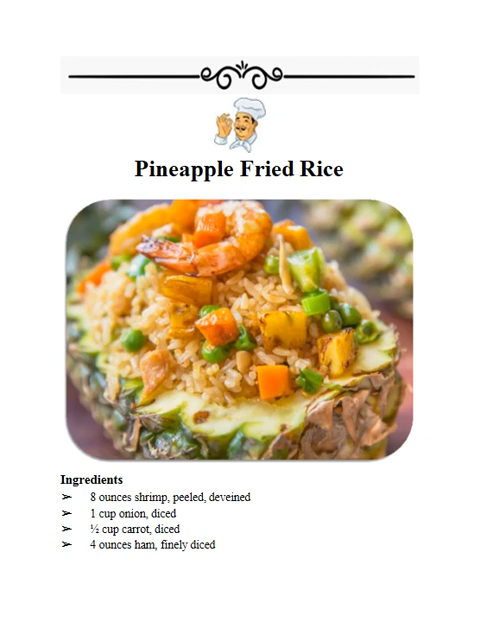 Pineapple Fried Rice
Ingredients
➢ 8 ounces shrimp, peeled, deveined
➢ 1 cup onion, diced
➢ ½ cup carrot, diced
➢ 4 ounces ham, finely diced